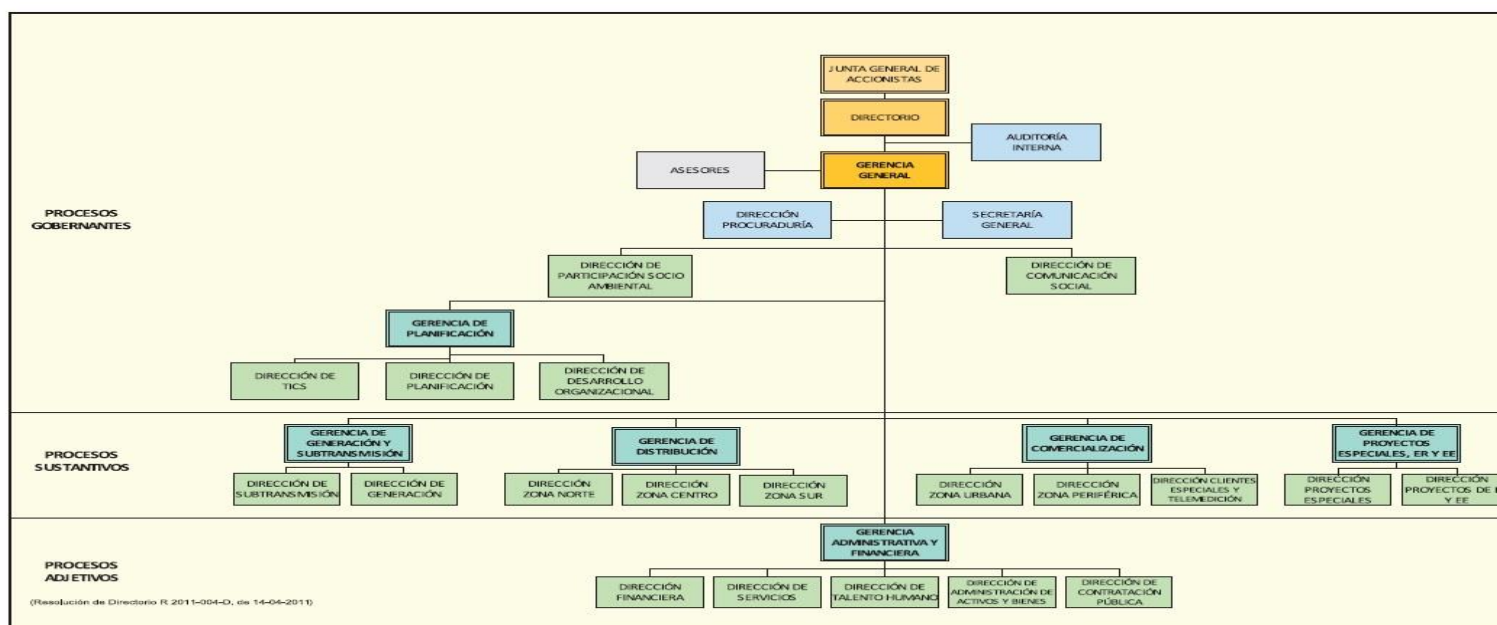 JUNTA GENERAL DE
ACCIONISTAS
DIRECTORIO
AUDITORÍA
INTERNA
GERENCIA
GENERAL
ASESORES
PROCESOS
GOBERNANTES
DIRECCIÓN
PROCURADURÍA
SECRETARÍA
GENERAL
DIRECCIÓN DE
PARTICIPACIÓN SOCIO
AMBIENTAL
DIRECCIÓN DE
COMUNICACIÓN
SOCIAL
GERENCIA DE
PLANIFICACIÓN
DIRECCIÓN DE
TICS
DIRECCIÓN DE
PLANIFICACIÓN
DIRECCIÓN DE
DESARROLLO
ORGANIZACIONAL
PROCESOS
SUSTANTIVOS
GERENCIA DE
GENERACIÓN Y
SUBTRANSMISIÓN
GERENCIA DE
DISTRIBUCIÓN
GERENCIA DE
COMERCIALIZACIÓN
GERENCIA DE
PROYECTOS
ESPECIALES, ER Y EE
DIRECCIÓN DE
SUBTRANSMISIÓN
DIRECCIÓN DE
GENERACIÓN
DIRECCIÓN
ZONA NORTE
DIRECCIÓN
ZONA CENTRO
DIRECCIÓN
ZONA SUR
DIRECCIÓN
ZONA URBANA
DIRECCIÓN
ZONA PERIFÉRICA
DIRECCIÓN CLIENTES
ESPECIALES Y
TELEMEDICIÓN
DIRECCIÓN
PROYECTOS
ESPECIALES
DIRECCIÓN
PROYECTOS DE
Y EE
PROCESOS
ADJETIVOS
GERENCIA
ADMINISTRATIVA Y
FINANCIERA
DIRECCIÓN
FINANCIERA
DIRECCIÓN DE
SERVICIOS
DIRECCIÓN DE
TALENTO HUMANO
DIRECCIÓN DE
ADMINISTRACIÓN DE
ACTIVOS Y BIENES
DIRECCIÓN DE
CONTRATACIÓN
PÚBLICA
(Resolución de Directorio R 2011-004-D, de 14-04-2011)